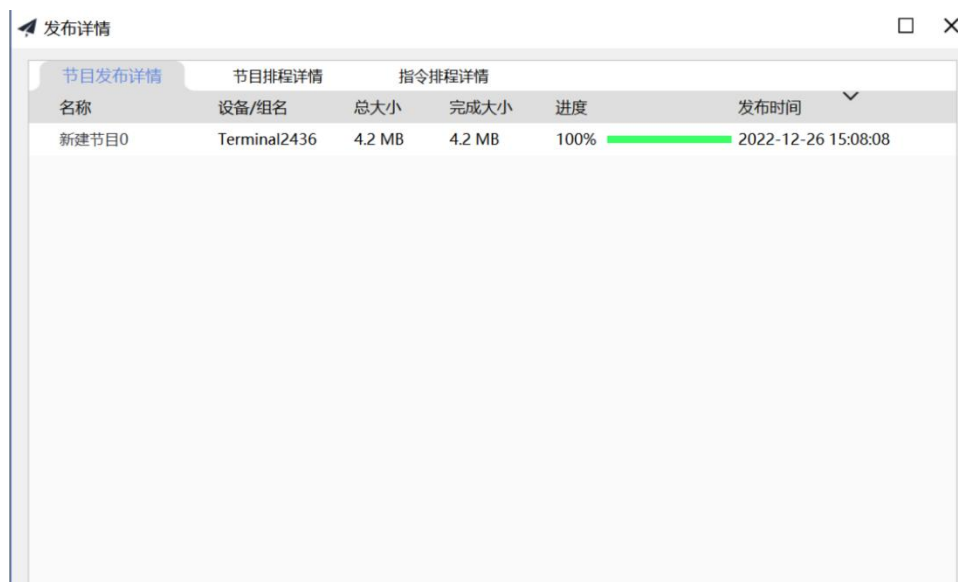 发布详情
节目发布详情 节目排程详情 指令排程详情
名称 设备/组名 总大小 完成大小 进度 发布时间
新建节目0 Terminal2436 4.2 MB 4.2 MB 100% 2022-12-26 15:08:08